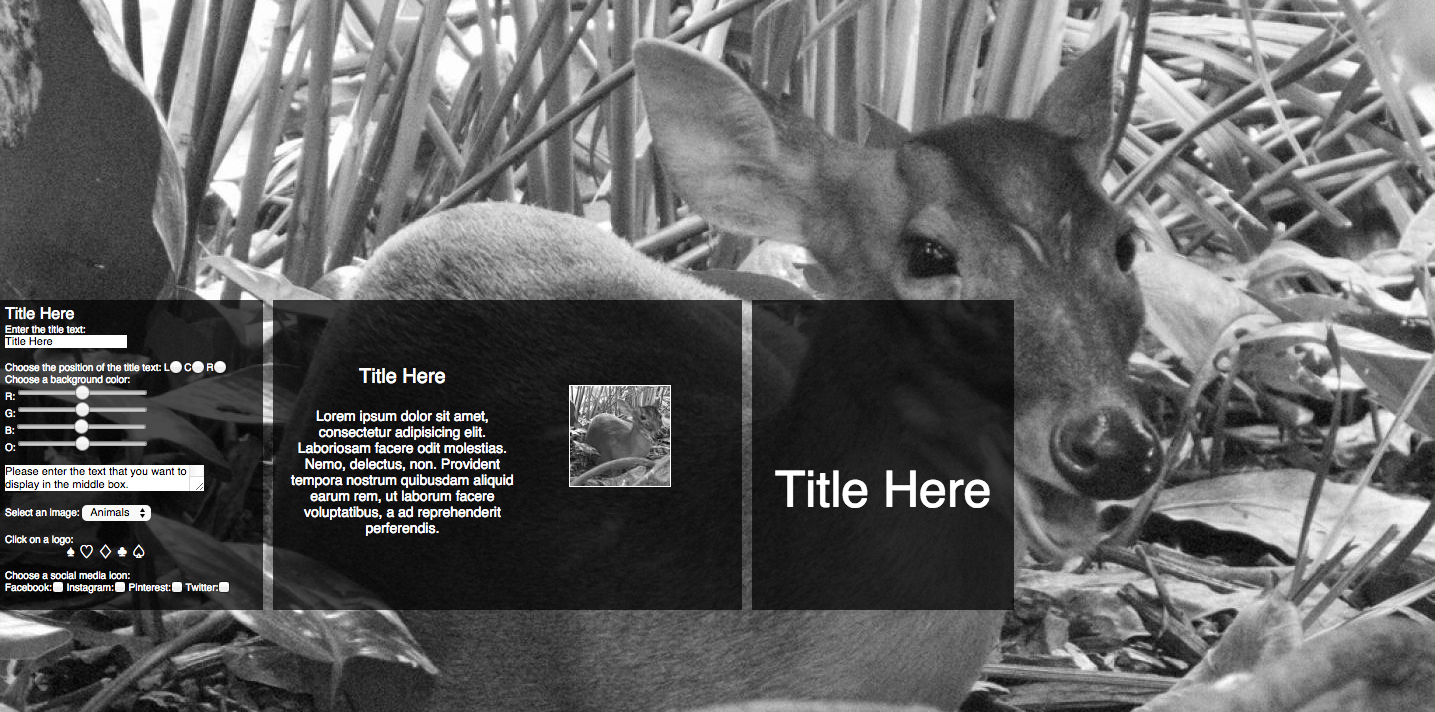 Title Here
Enter the title text:
Title Here
Choose the position of the title text: L C R
Choose a background color:
R:
G:
B:
O:
Please enter the text that you want to
display in the middle box.
Select an image: Animals
Click on a logo:
♠ ♡ ♢ ♣ ♤
Choose a social media icon:
Facebook: Instagram: Pinterest: Twitter:
Title Here
Lorem ipsum dolor sit amet,
consectetur adipisicing elit.
Laboriosam facere odit molestias.
Nemo, delectus, non. Provident
tempora nostrum quibusdam aliquid
earum rem, ut laborum facere
voluptatibus, a ad reprehenderit
perferendis.
Title Here